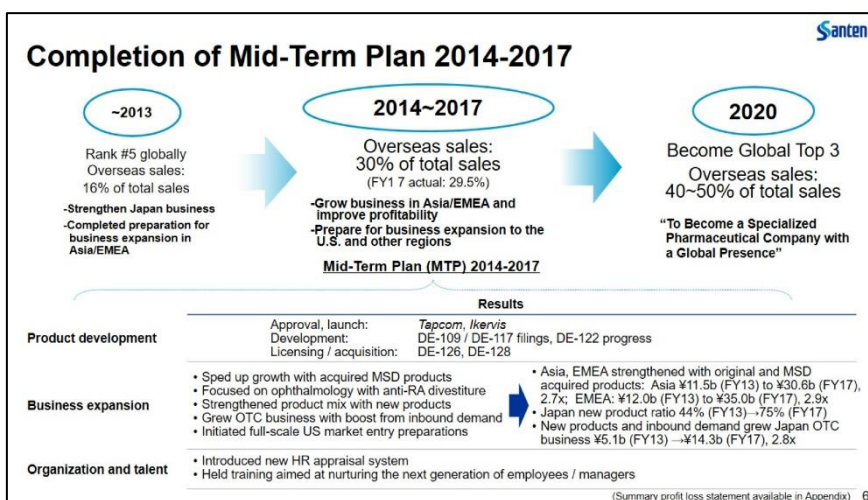 Santen
Completion of Mid-Term Plan 2014-2017
~2013
Rank #5 globally
Overseas sales:
16% of total sales
-Strengthen Japan business
-Completed preparation for
business expansion in
Asia/EMEA
2014~2017
Overseas sales:
30% of total sales
(FY1 7 actual: 29.5%)
-Grow business in Asia/EMEA and
improve profitability
-Prepare for business expansion to the
U.S. and other regions
Mid-Term Plan (MTP) 2014-2017
2020
Become Global Top 3
Overseas sales:
40~50% of total sales
“To Become a Specialized
Pharmaceutical Company with
a Global Presence”
Results
Product development
Approval, launch: Tapcom, Ikervis
Development: DE-109 / DE-117 filings, DE-122 progress
Licensing / acquisition: DE-126, DE-128
Business expansion
• Sped up growth with acquired MSD products
• Focused on ophthalmology with anti-RA divestiture
• Strengthened product mix with new products
• Grew OTC business with boost from inbound demand
• Initiated full-scale US market entry preparations
• Asia, EMEA strengthened with original and MSD
acquired products: Asia ¥11.5b (FY13) to ¥30.6b (FY17),
2.7x; EMEA: ¥12.0b (FY13) to ¥35.0b (FY17), 2.9x
• Japan new product ratio 44% (FY13)→75% (FY17)
• New products and inbound demand grew Japan OTC
business ¥5.1b (FY13) →¥14.3b (FY17), 2.8x
Organization and talent
• Introduced new HR appraisal system
• Held training aimed at nurturing the next generation of employees / managers
(Summary profit loss statement available in Appendix) 6